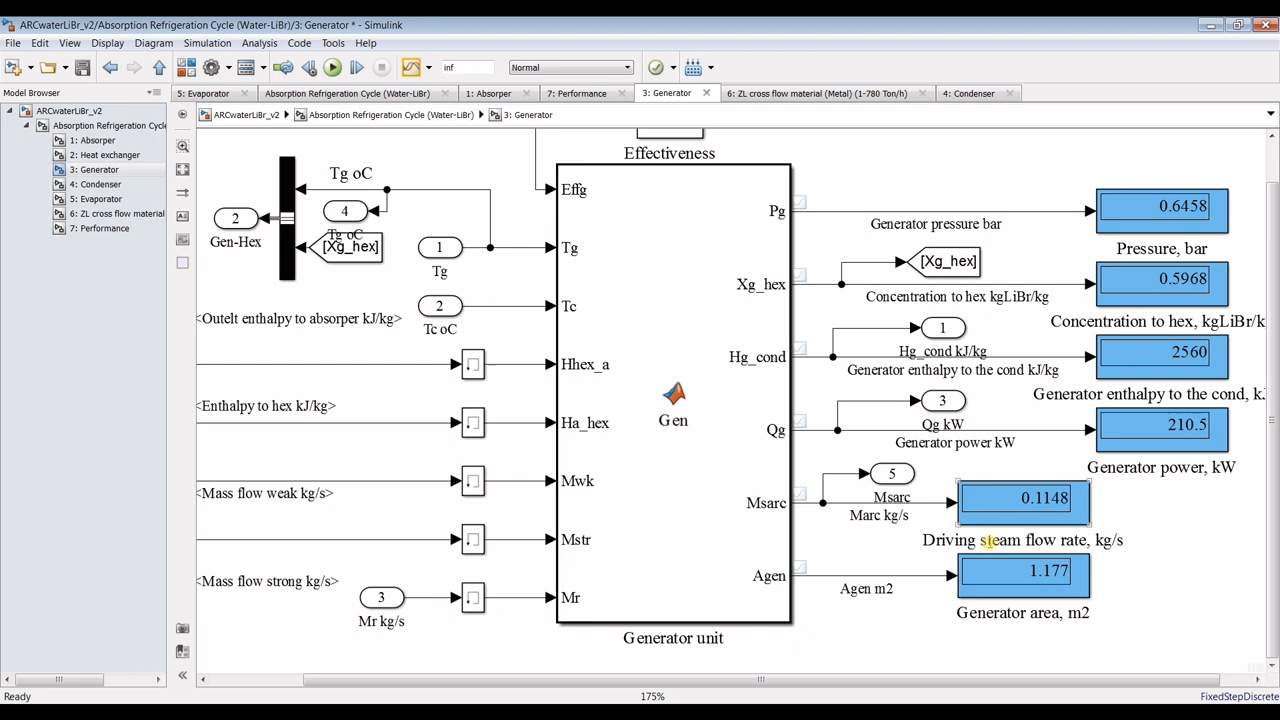 ARCwaterLiBr_v2/Absorption Refrigeration Cycle (Water-LiBr)/3: Generator * - Simulink
File Edit View Display Diagram Simulation Analysis Code Tools Help
inf Normal
Model Browser
5: Evaporator Absorption Refrigeration Cycle (Water-LiBr) 1: Absorper 7: Performance 3: Generator 6: ZL cross flow material (Metal) (1-780 Ton/h) 4: Condenser
ARCwaterLiBr_v2 Absorption Refrigeration Cycle (Water-LiBr) 3: Generator
ARCwaterLiBr_v2
Absorption Refrigeration Cycle
1: Absorper
2: Heat exchanger
3: Generator
4: Condenser
5: Evaporator
6: ZL cross flow material
7: Performance
Effectiveness
Tg oC
4
Tg oC
2
Gen-Hex
[Xg_hex]
1
Tg
2
Tc oC
<Outelt enthalpy to absorper kJ/kg>
<Enthalpy to hex kJ/kg>
<Mass flow weak kg/s>
<Mass flow strong kg/s>
3
Mr kg/s
Effg
Tg
Tc
Hhex_a
Ha_hex
Mwk
Mstr
Mr
Gen
Pg
Xg_hex
Hg_cond
Qg
Msarc
Agen
Generator unit
Generator pressure bar
0.6458
Pressure, bar
[Xg_hex]
Concentration to hex kgLiBr/kg
0.5968
Concentration to hex, kgLiBr/k
1
Hg_cond kJ/kg
Generator enthalpy to the cond kJ/kg
2560
Generator enthalpy to the cond, k.
3
Qg kW
Generator power kW
210.5
Generator power, kW
5
Msarc
Marc kg/s
0.1148
Driving steam flow rate, kg/s
Agen m2
1.177
Generator area, m2
Ready 175% FixedStepDiscrete